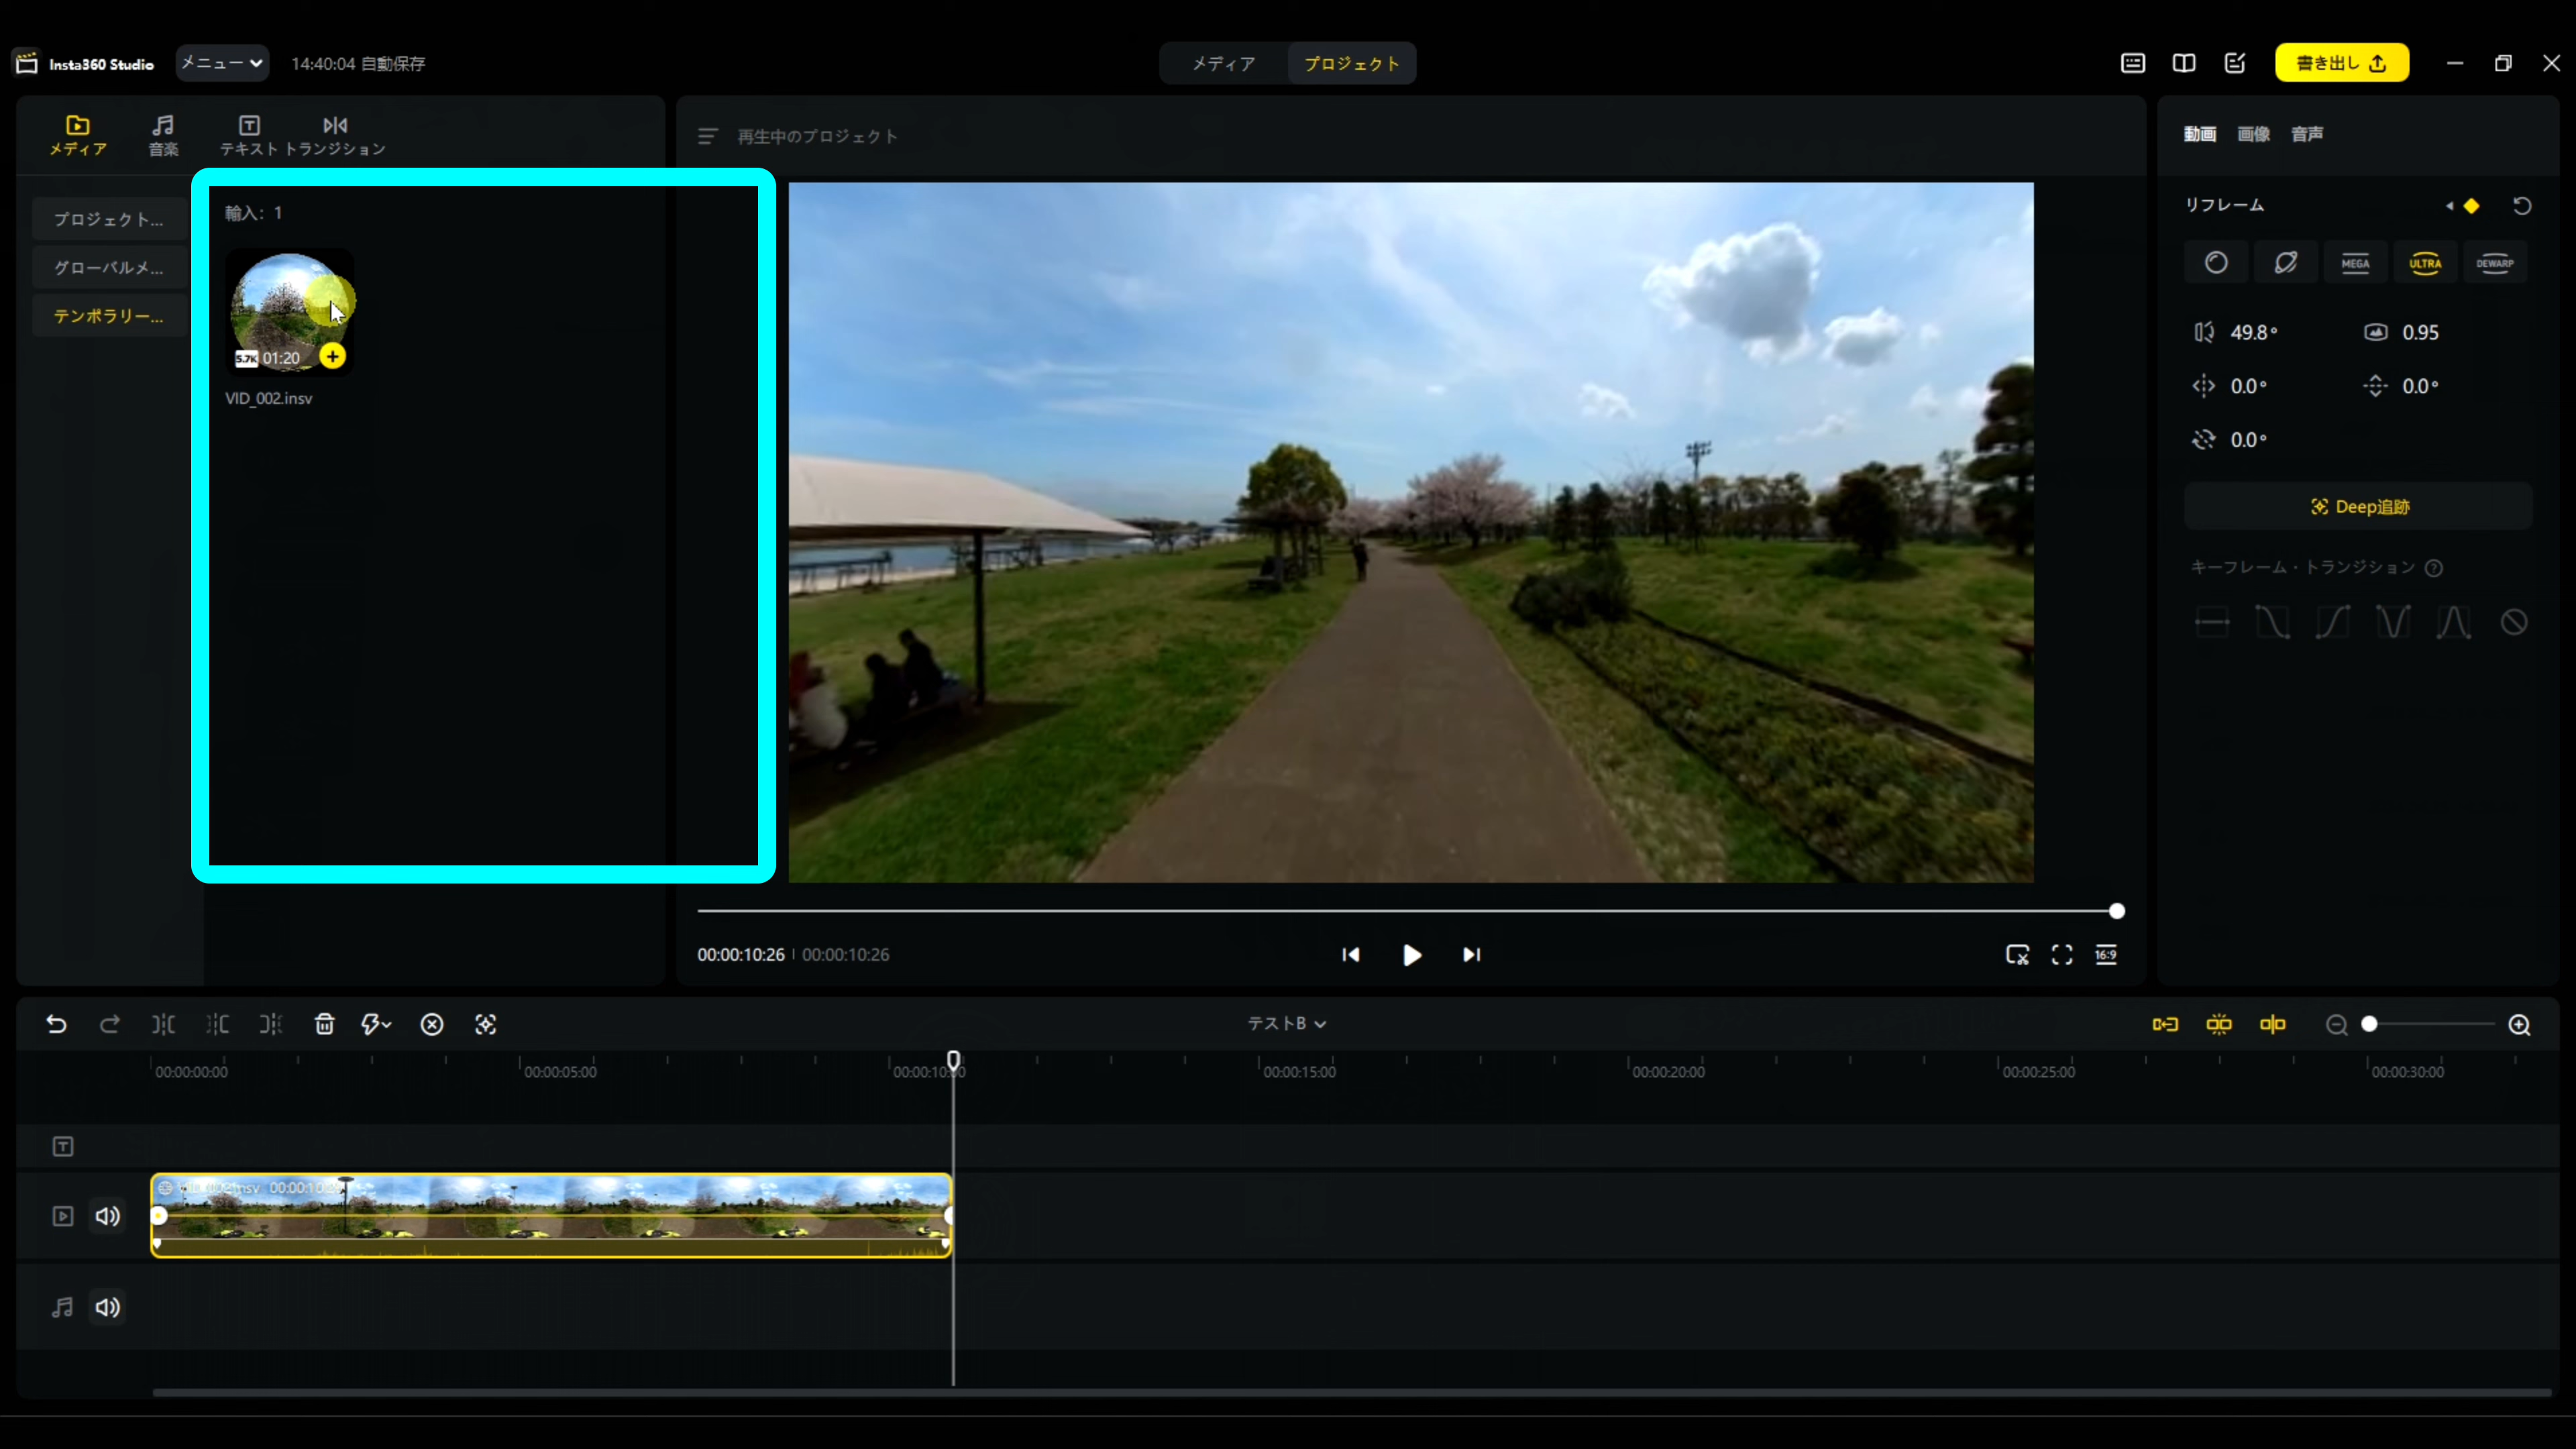 Insta360 Studio
メニュー
14:40:04 自動保存
メディア
プロジェクト
書き出し
メディア
音楽
テキスト
トランジション
再生中のプロジェクト
動画
画像
音声
プロジェクト...
グローバルメ...
テンポラリー...
輸入: 1
5.7K 01:20
VID_002.insv
リフレーム
MEGA
ULTRA
DEWARP
49.8°
0.95
0.0°
0.0°
0.0°
Deep追跡
キーフレーム・トランジション
00:00:10:26
00:00:10:26
16:9
テストB
00:00:00:00
00:00:05:00
00:00:10:00
00:00:15:00
00:00:20:00
00:00:25:00
00:00:30:00